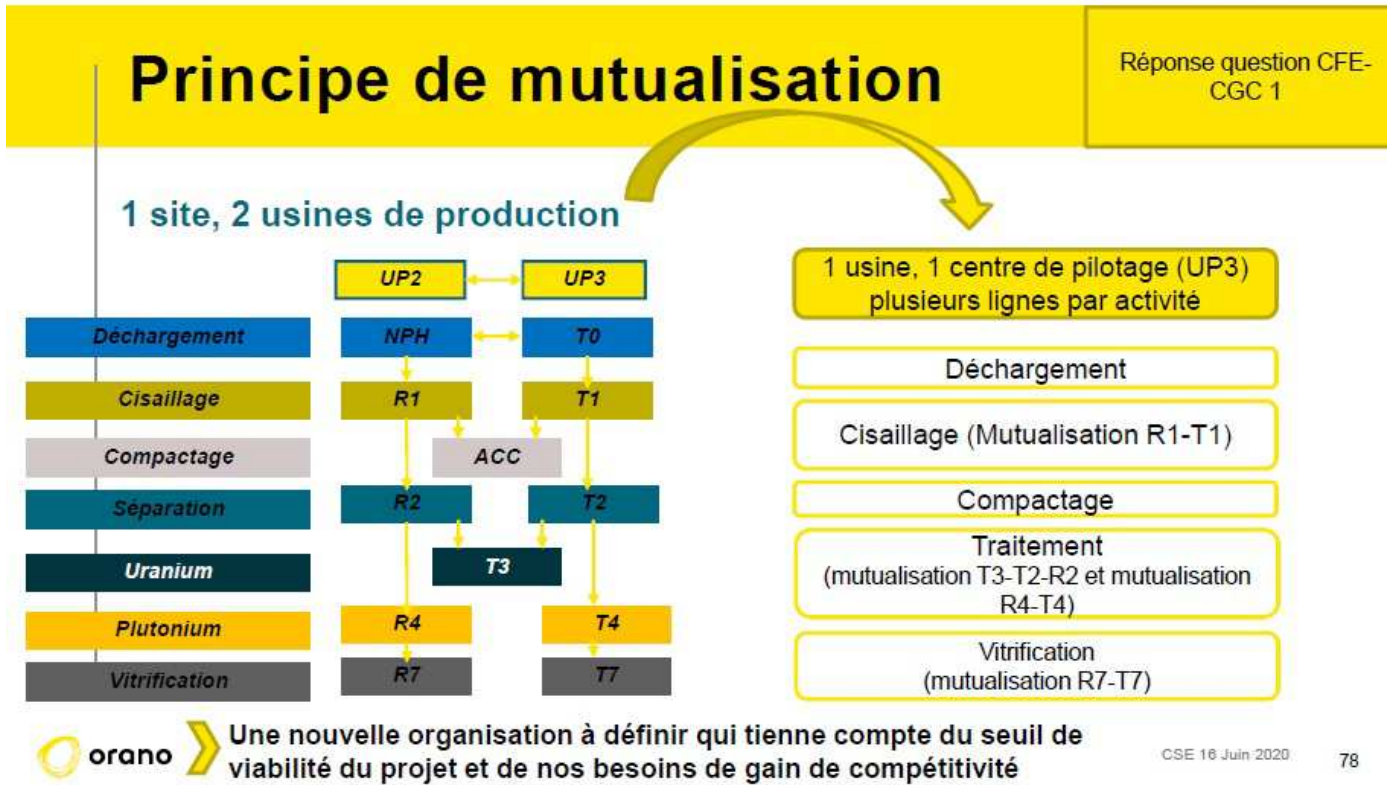 Principe de mutualisation
Réponse question CFE-
CGC 1
1 site, 2 usines de production
UP2
UP3
Déchargement
NPH
T0
Cisaillage
R1
T1
Compactage
ACC
Séparation
R2
T2
Uranium
T3
Plutonium
R4
T4
Vitrification
R7
T7
1 usine, 1 centre de pilotage (UP3)
plusieurs lignes par activité
Déchargement
Cisaillage (Mutualisation R1-T1)
Compactage
Traitement
(mutualisation T3-T2-R2 et mutualisation
R4-T4)
Vitrification
(mutualisation R7-T7)
orano
Une nouvelle organisation à définir qui tienne compte du seuil de
viabilité du projet et de nos besoins de gain de compétitivité
CSE 16 Juin 2020
78